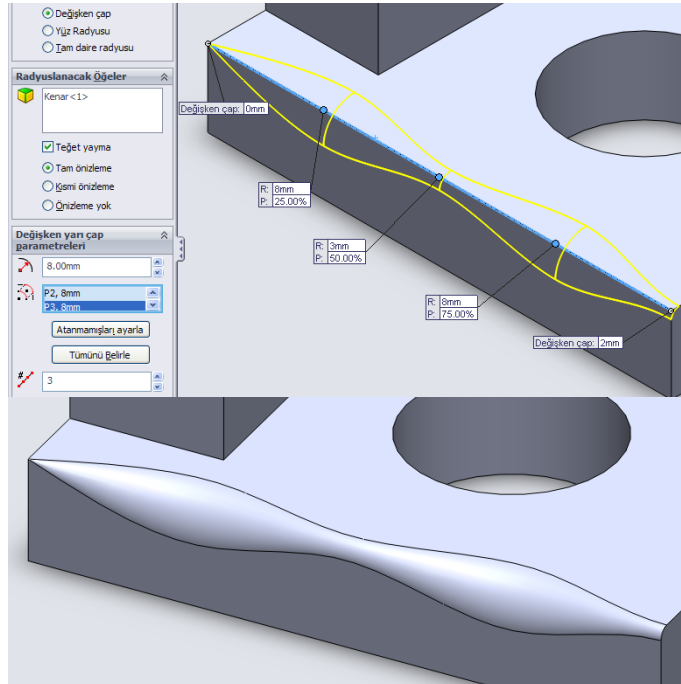 Değişken çap
Yüz Radyusu
Tam daire radyusu
Radyuslanacak Öğeler
Kenar<1>
Teğet yayma
Tam önizleme
Kısmi önizleme
Önizleme yok
Değişken yarı çap
parametreleri
8.00mm
P2, 8mm
P3, 8mm
Atanmamışları ayarla
Tümünü Belirle
#
3
Değişken çap: 0mm
R: 8mm
P: 25.00%
R: 3mm
P: 50.00%
R: 8mm
P: 75.00%
Değişken çap: 2mm